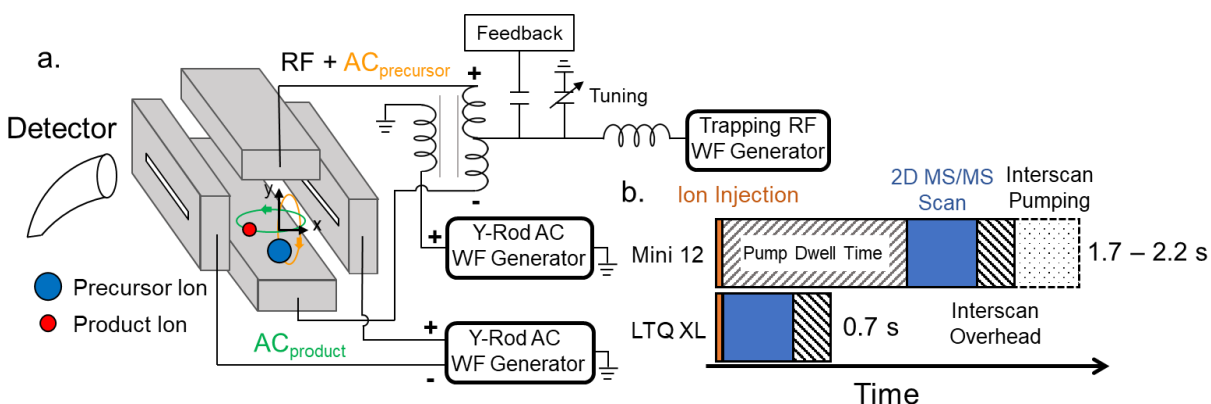 a.
Detector
RF + ACprecursor
Feedback
Tuning
+
-
Trapping RF
WF Generator
y
x
+
Y-Rod AC
WF Generator
+
-
Y-Rod AC
WF Generator
Precursor Ion
Product Ion
ACproduct
b.
Ion Injection
2D MS/MS
Scan
Interscan
Pumping
Mini 12
Pump Dwell Time
1.7 – 2.2 s
LTQ XL
0.7 s
Interscan
Overhead
Time